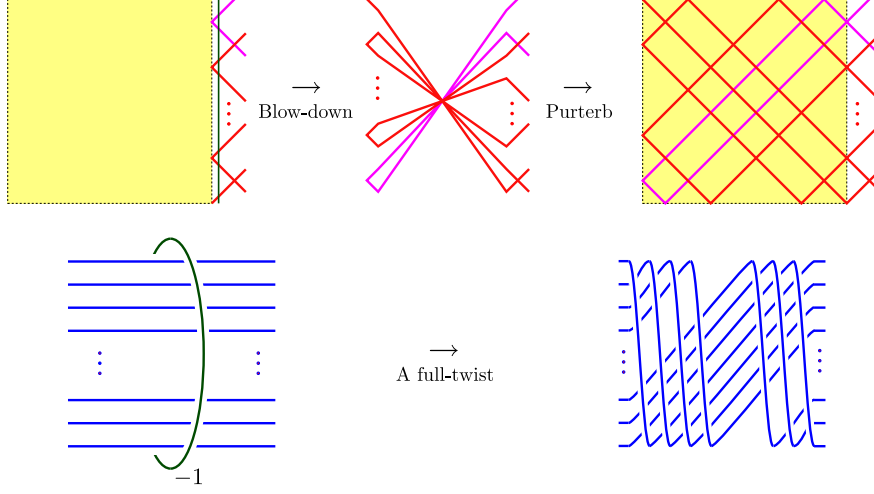 → →
Blow-down Purterb
→
A full-twist
−1